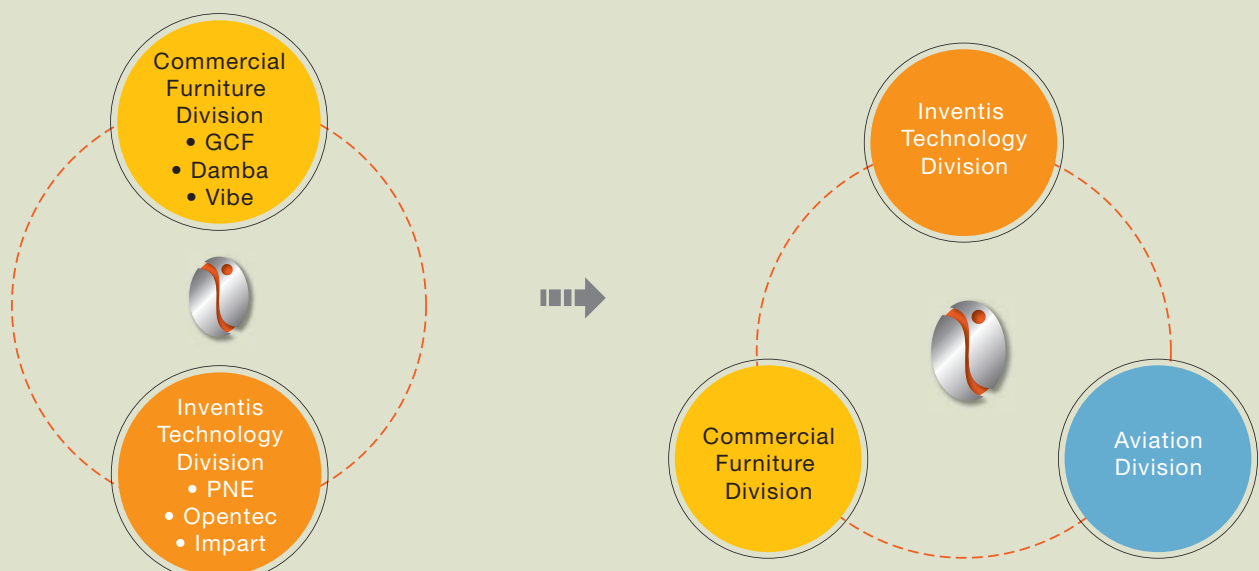 Commercial
Furniture
Division
• GCF
• Damba
• Vibe
Inventis
Technology
Division
• PNE
• Opentec
• Impart
Inventis
Technology
Division
Commercial
Furniture
Division
Aviation
Division